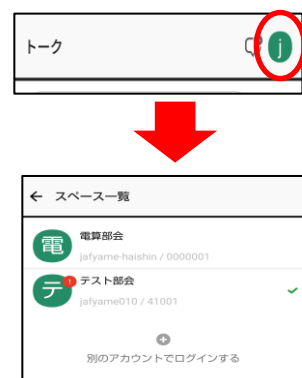 トーク
j
← スペース一覧
電
電算部会
jafyame-haishin / 0000001
テ
1
テスト部会
jafyame010 / 41001
別のアカウントでログインする